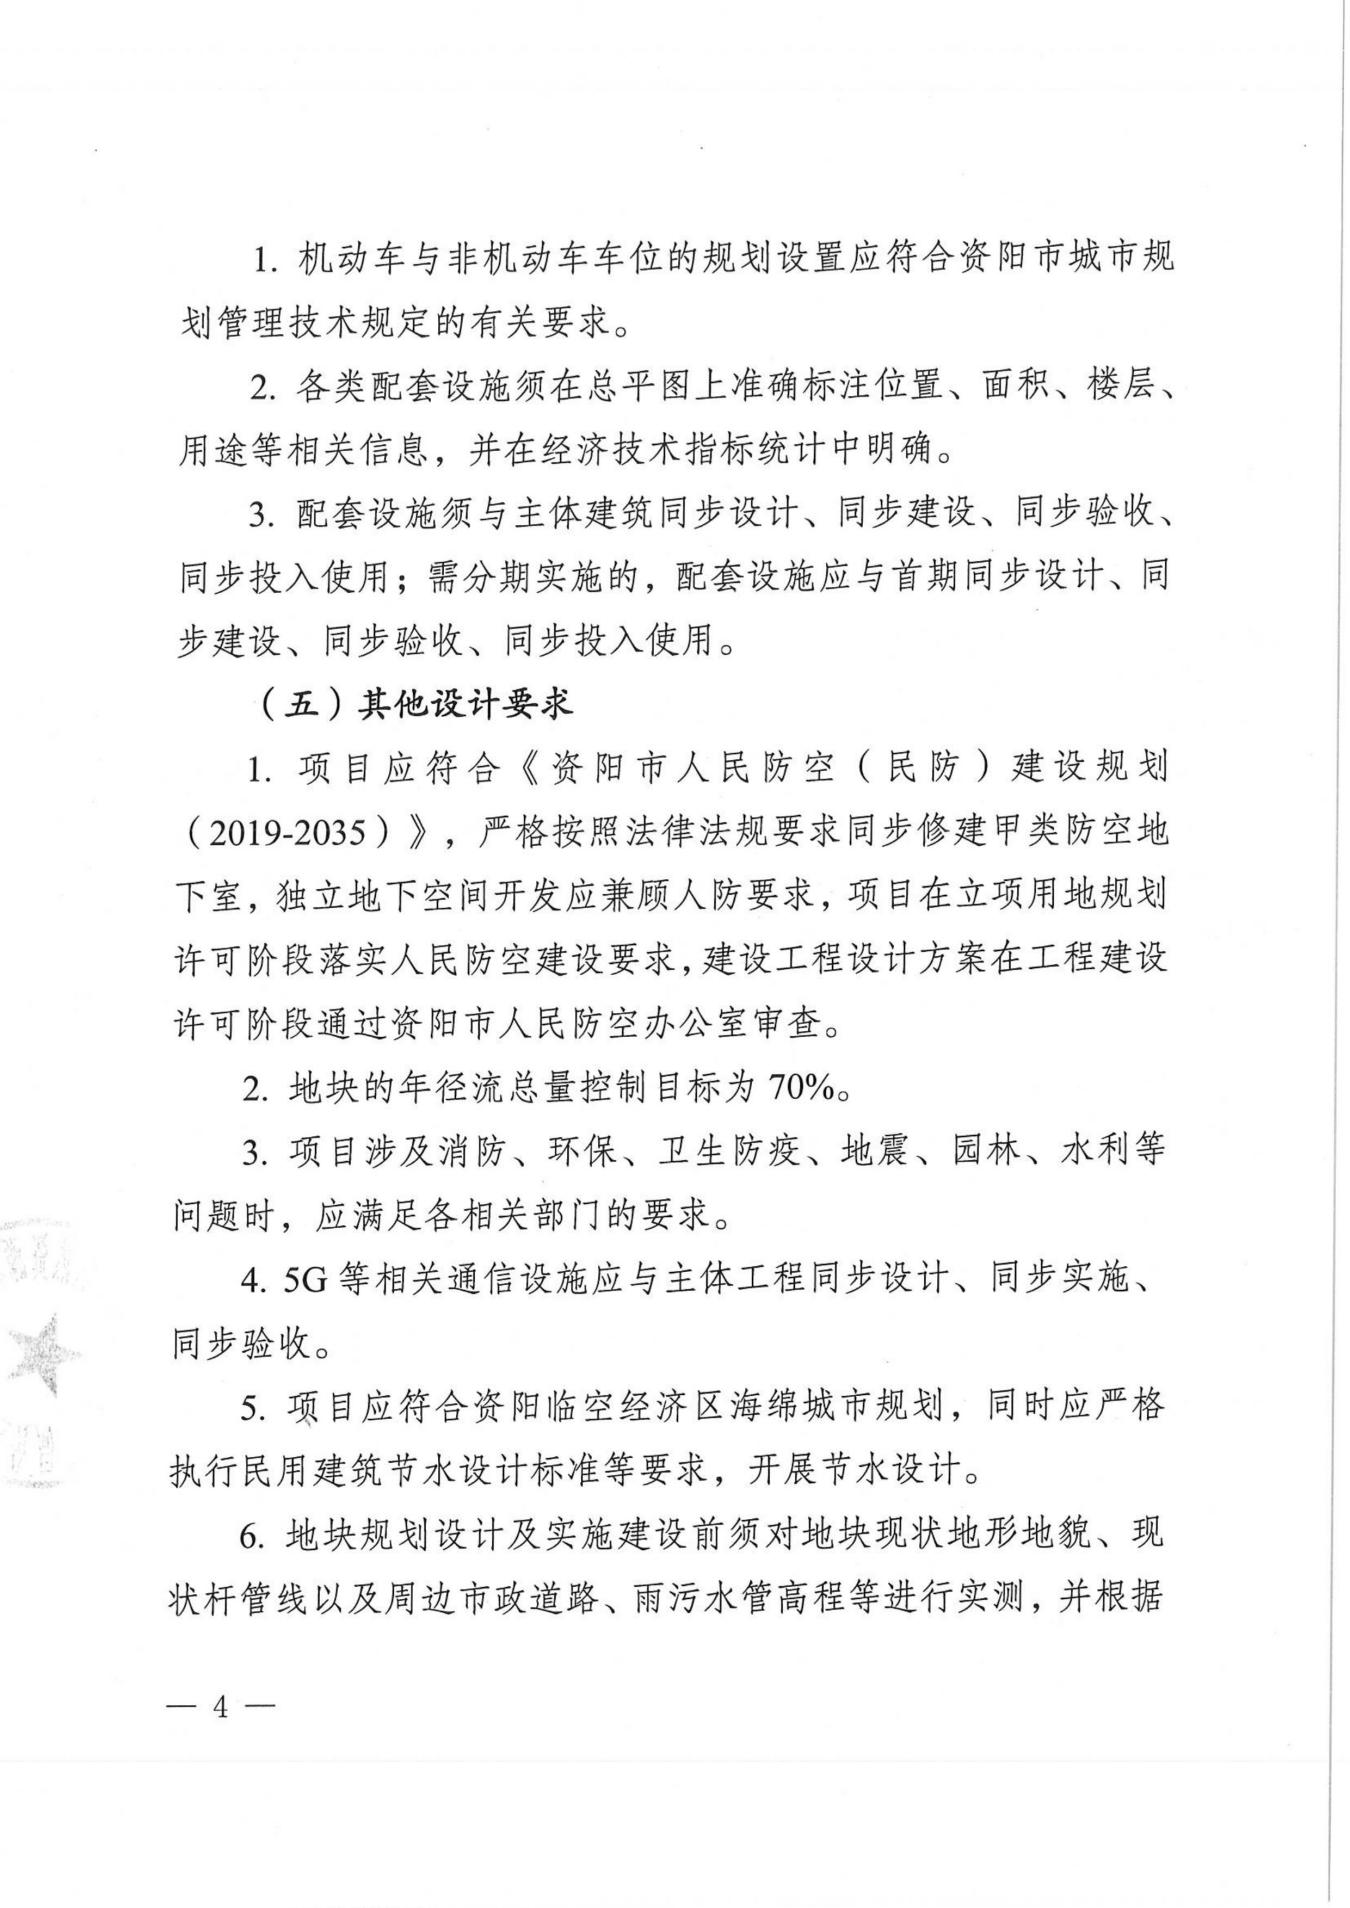 1. 机动车与非机动车车位的规划设置应符合资阳市城市规
划管理技术规定的有关要求。
2. 各类配套设施须在总平图上准确标注位置、面积、楼层、
用途等相关信息，并在经济技术指标统计中明确。
3. 配套设施须与主体建筑同步设计、同步建设、同步验收、
同步投入使用；需分期实施的，配套设施应与首期同步设计、同
步建设、同步验收、同步投入使用。
（五）其他设计要求
1. 项目应符合《资阳市人民防空（民防）建设规划
（2019-2035）》，严格按照法律法规要求同步修建甲类防空地
下室，独立地下空间开发应兼顾人防要求，项目在立项用地规划
许可阶段落实人民防空建设要求，建设工程设计方案在工程建设
许可阶段通过资阳市人民防空办公室审查。
2. 地块的年径流总量控制目标为 70%。
3. 项目涉及消防、环保、卫生防疫、地震、园林、水利等
问题时，应满足各相关部门的要求。
4. 5G 等相关通信设施应与主体工程同步设计、同步实施、
同步验收。
5. 项目应符合资阳临空经济区海绵城市规划，同时应严格
执行民用建筑节水设计标准等要求，开展节水设计。
6. 地块规划设计及实施建设前须对地块现状地形地貌、现
状杆管线以及周边市政道路、雨污水管高程等进行实测，并根据
— 4 —